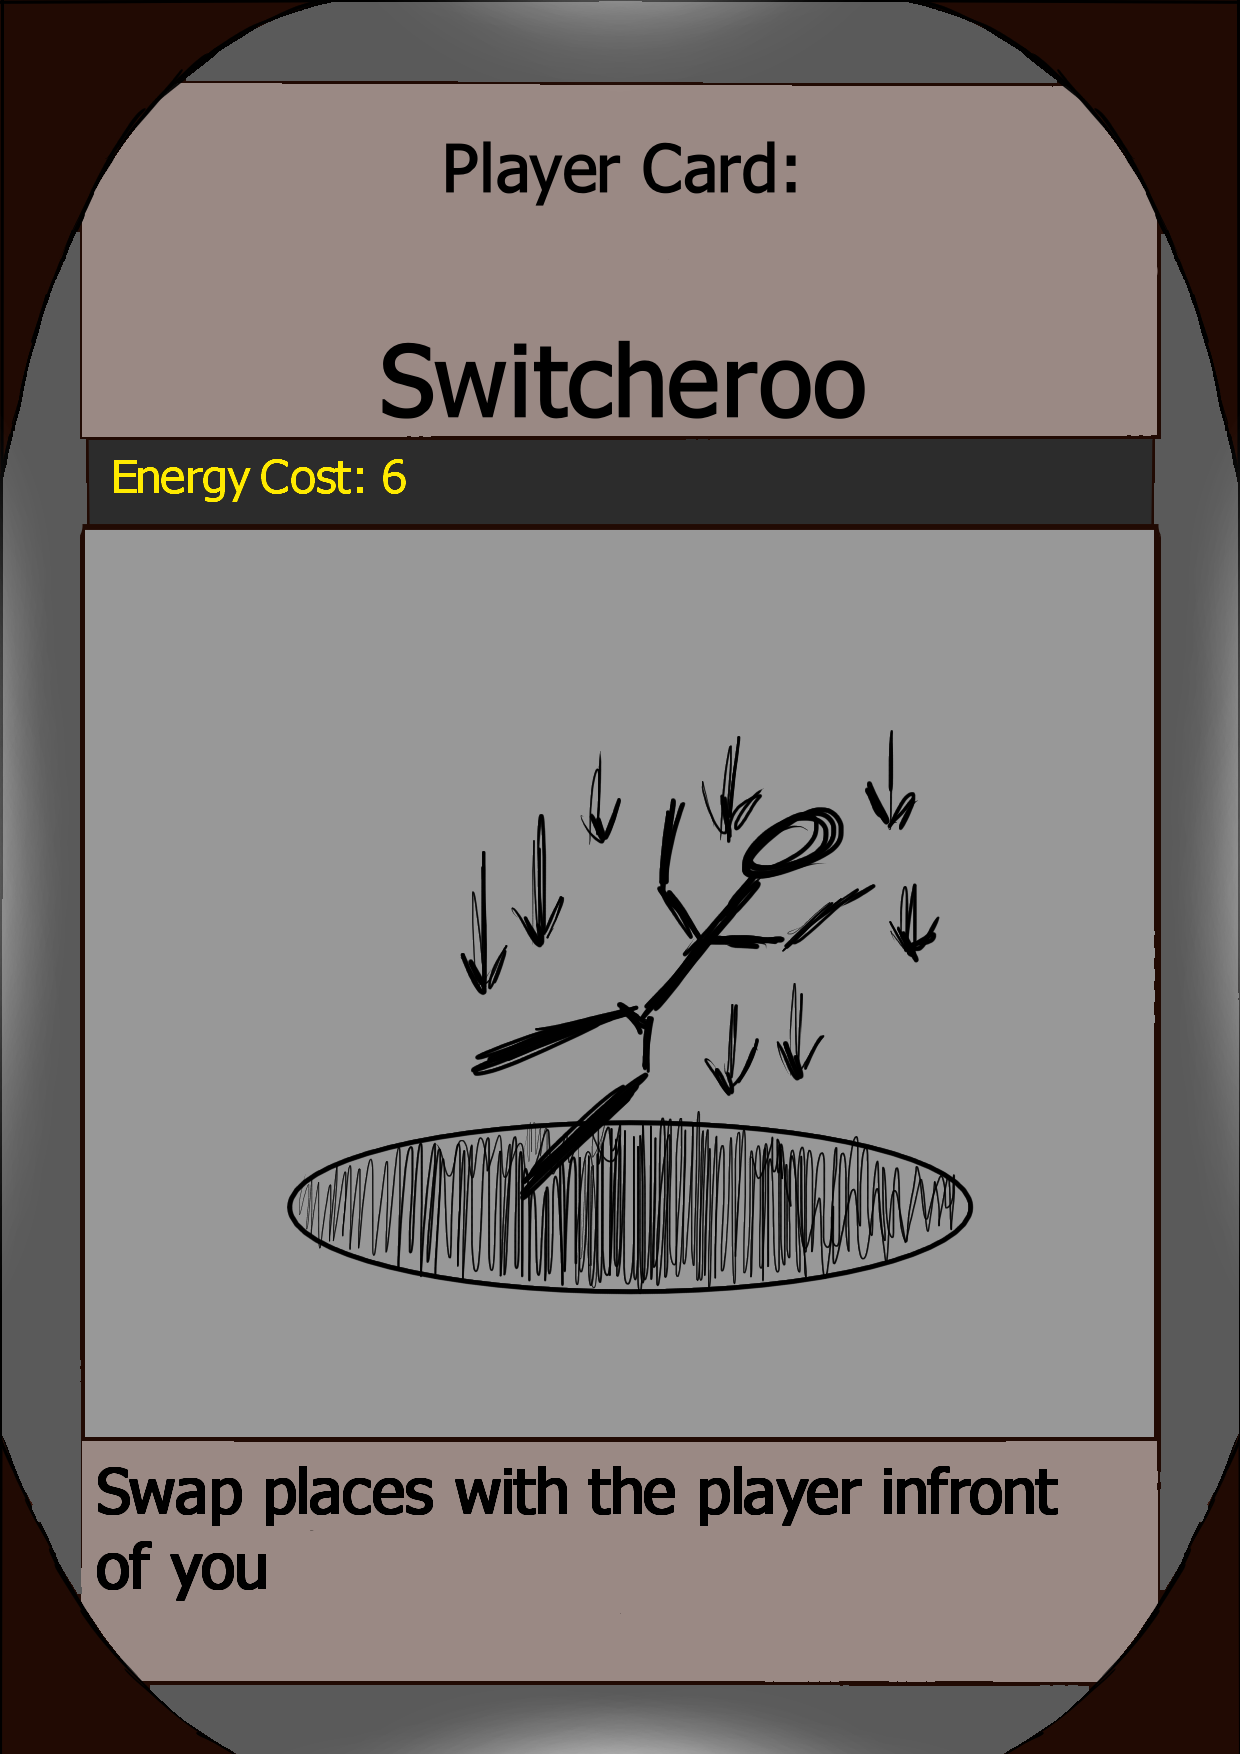 Player Card:
Switcheroo
Energy Cost: 6
Swap places with the player infront
of you